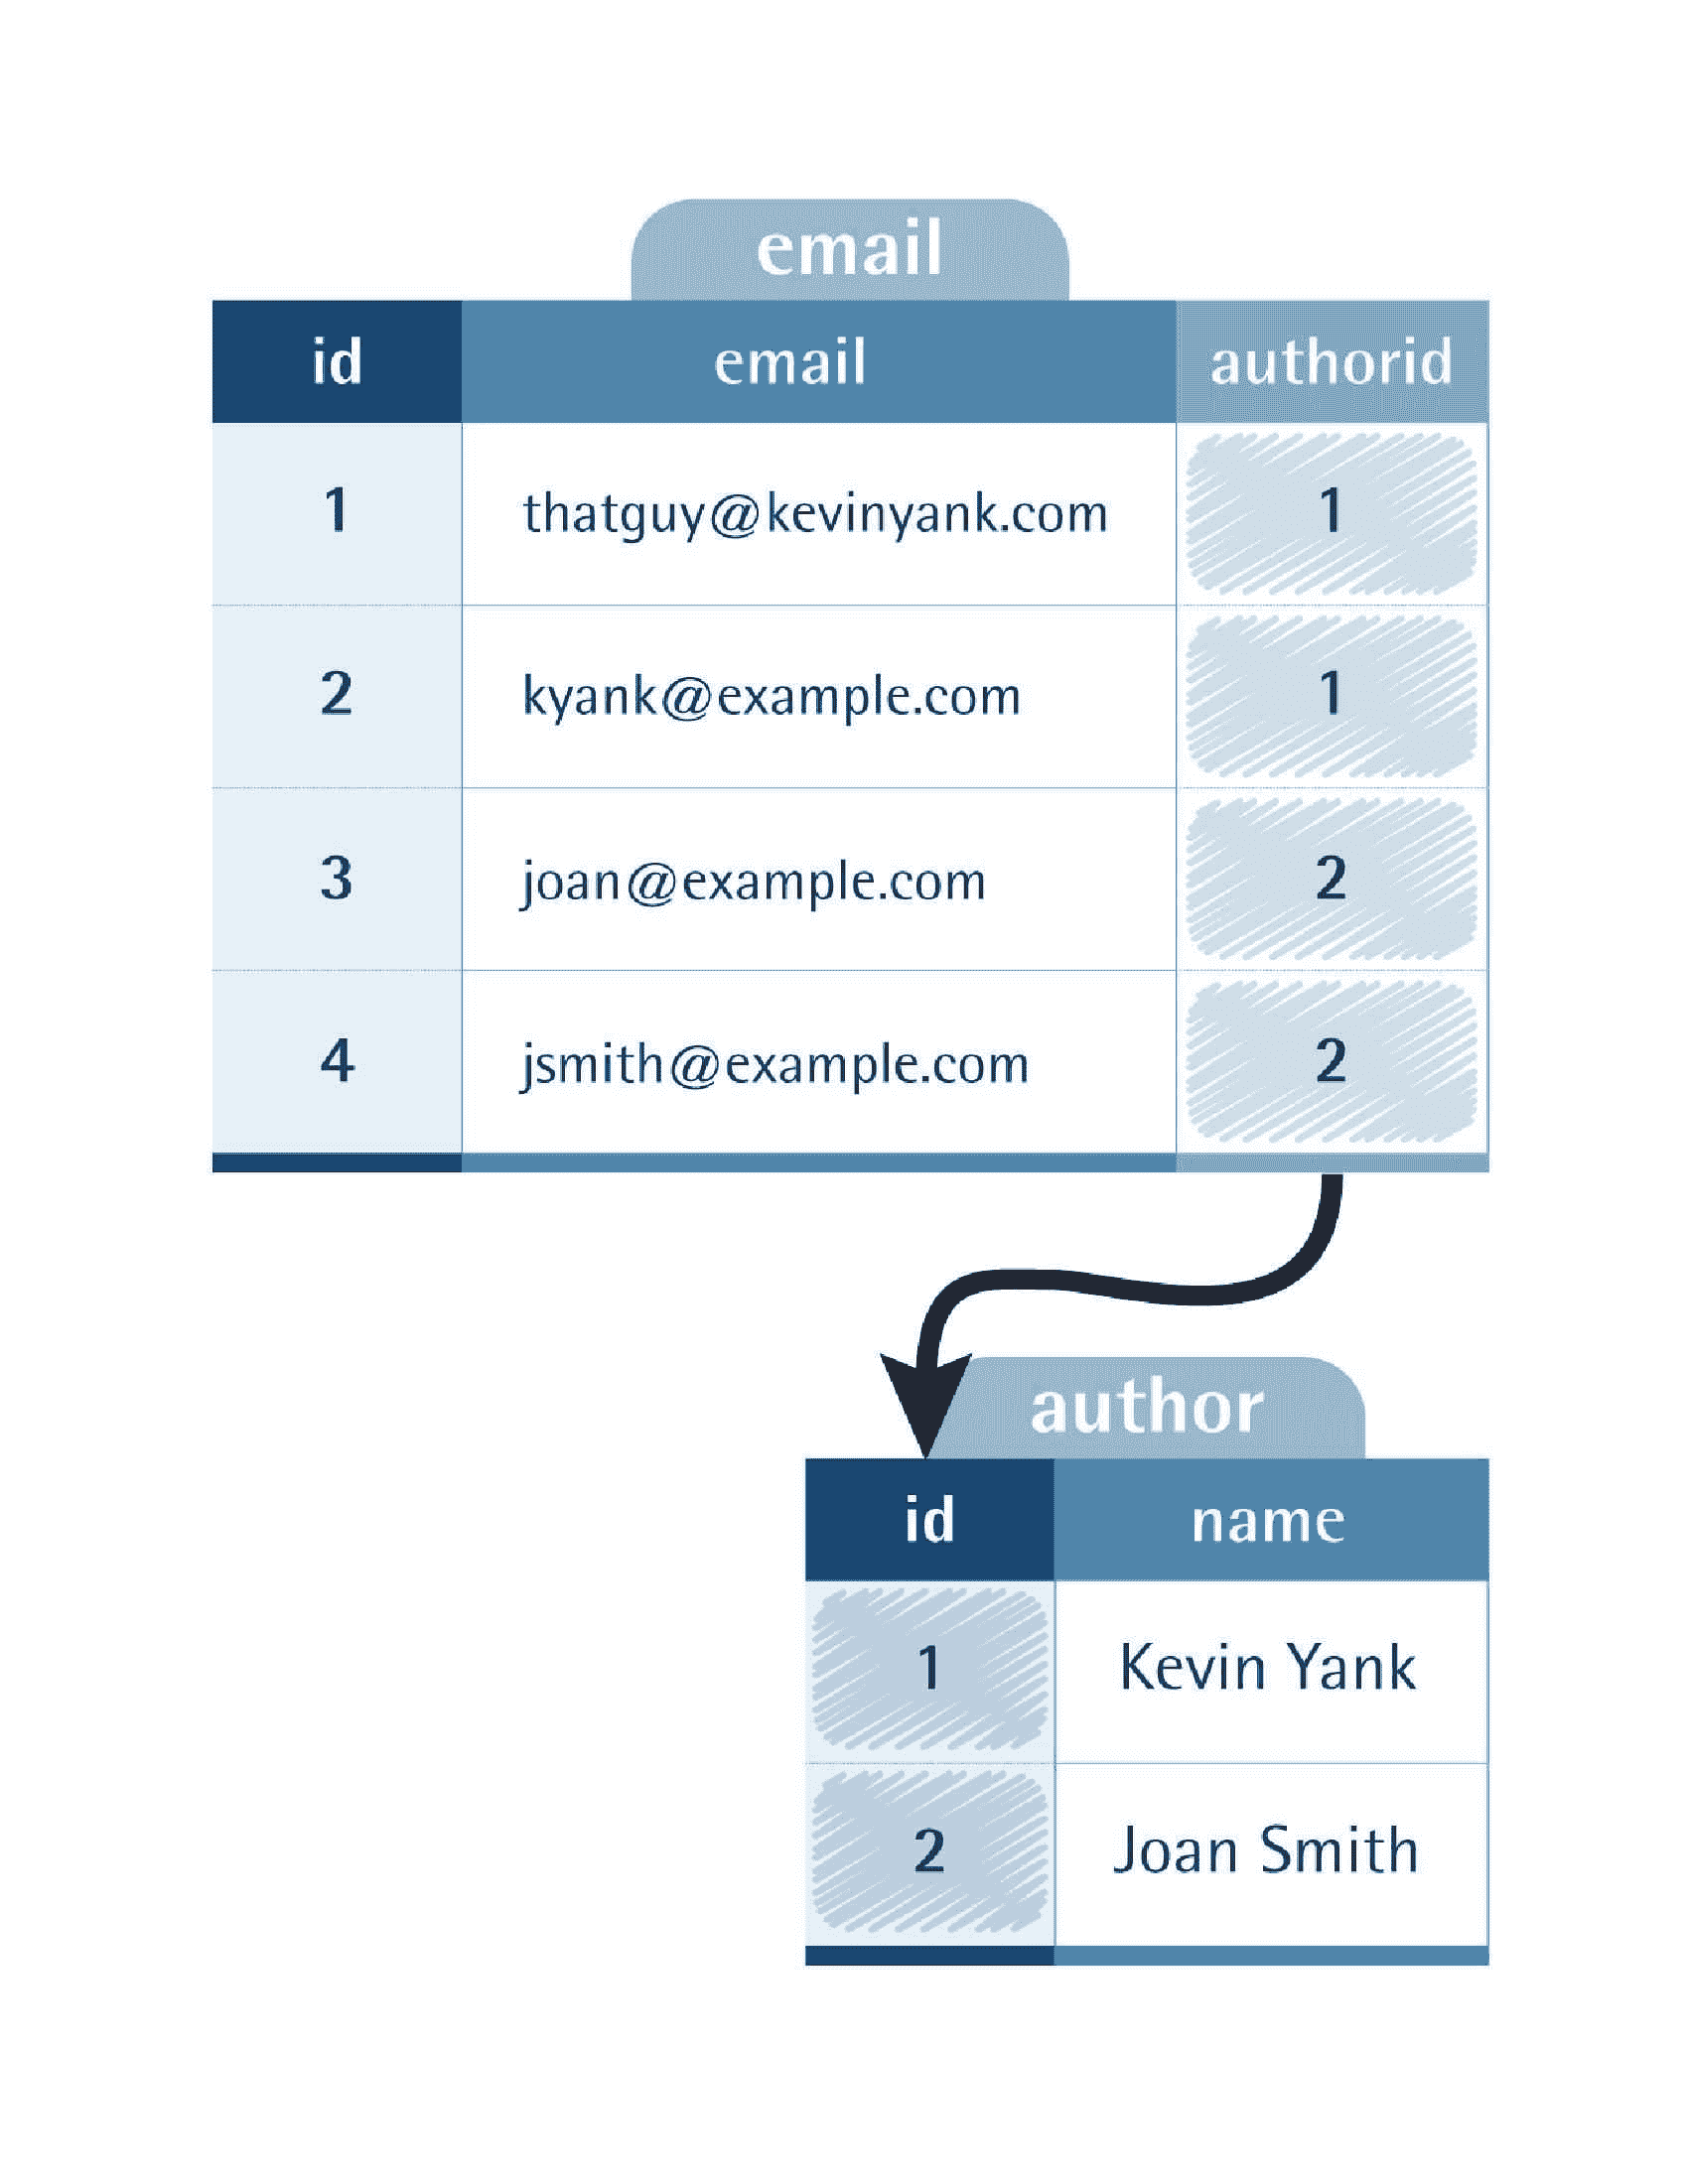 email
id email authorid
1 thatguy@kevinyank.com 1
2 kyank@example.com 1
3 joan@example.com 2
4 jsmith@example.com 2
author
id name
1 Kevin Yank
2 Joan Smith